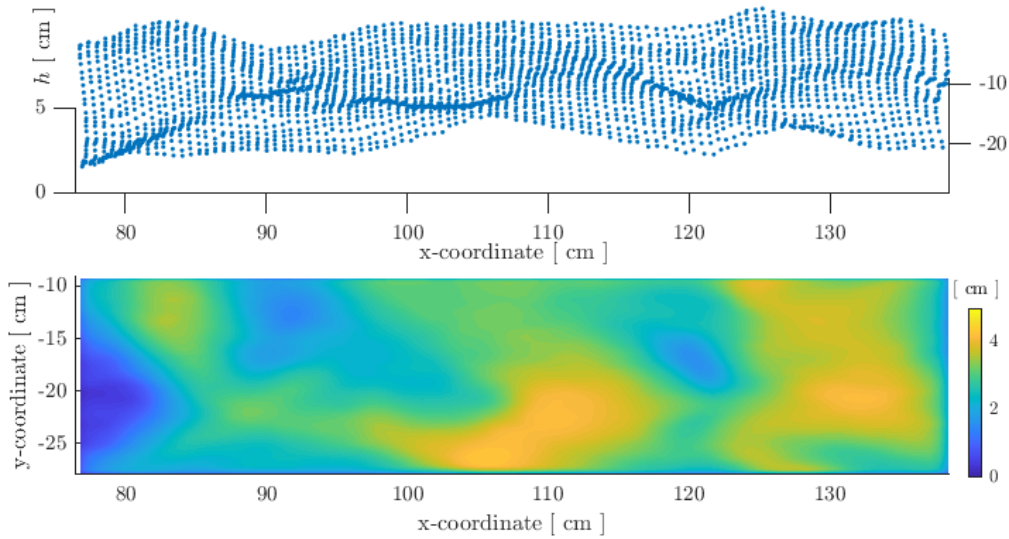 h [ cm ]
5
0
-10
-20
80 90 100 110 120 130
x-coordinate [ cm ]
y-coordinate [ cm ]
-10
-15
-20
-25
80 90 100 110 120 130
x-coordinate [ cm ]
[ cm ]
4
2
0